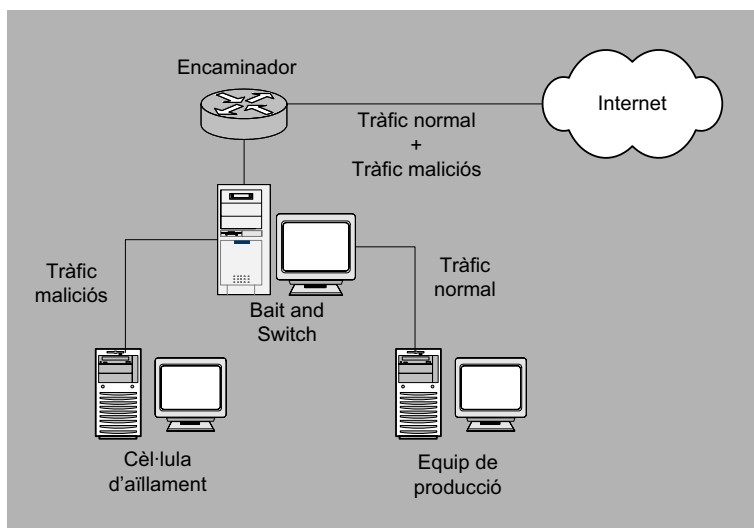 Encaminador
Internet
Tràfic normal
+
Tràfic maliciós
Tràfic
maliciós
Tràfic
normal
Bait and
Switch
Cèl·lula
d'aïllament
Equip de
producció